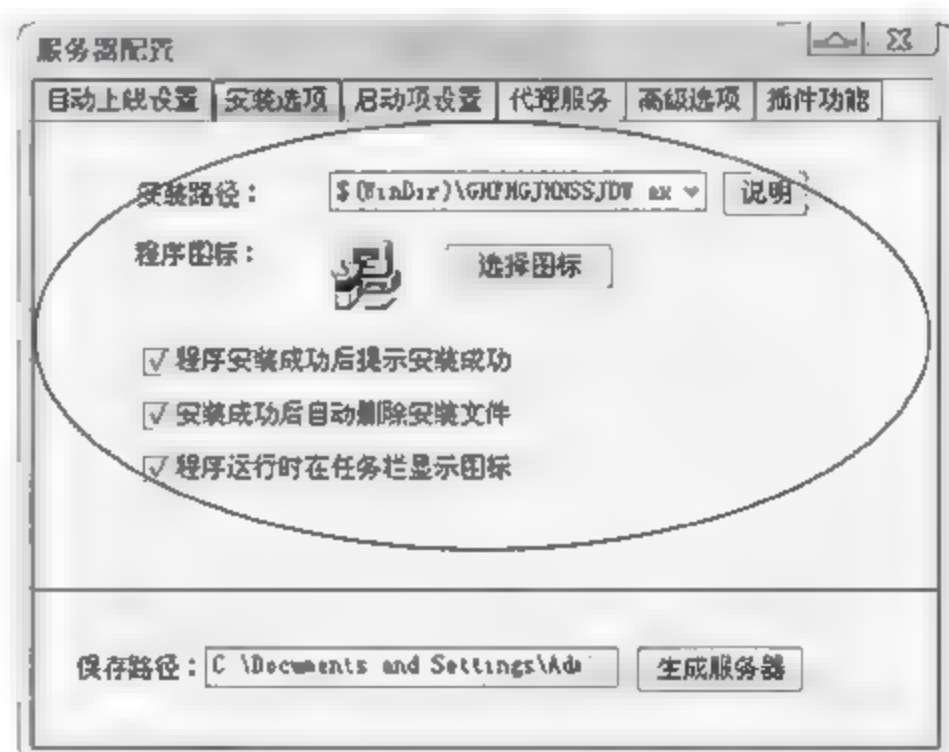 服务器配置
自动上线设置 安装选项 启动项设置 代理服务 高级选项 插件功能
安装路径： 说明
程序图标： 选择图标
程序安装成功后提示安装成功
安装成功后自动删除安装文件
程序运行时在任务栏显示图标
保存路径： C \Documents and Settings\Ad 生成服务器